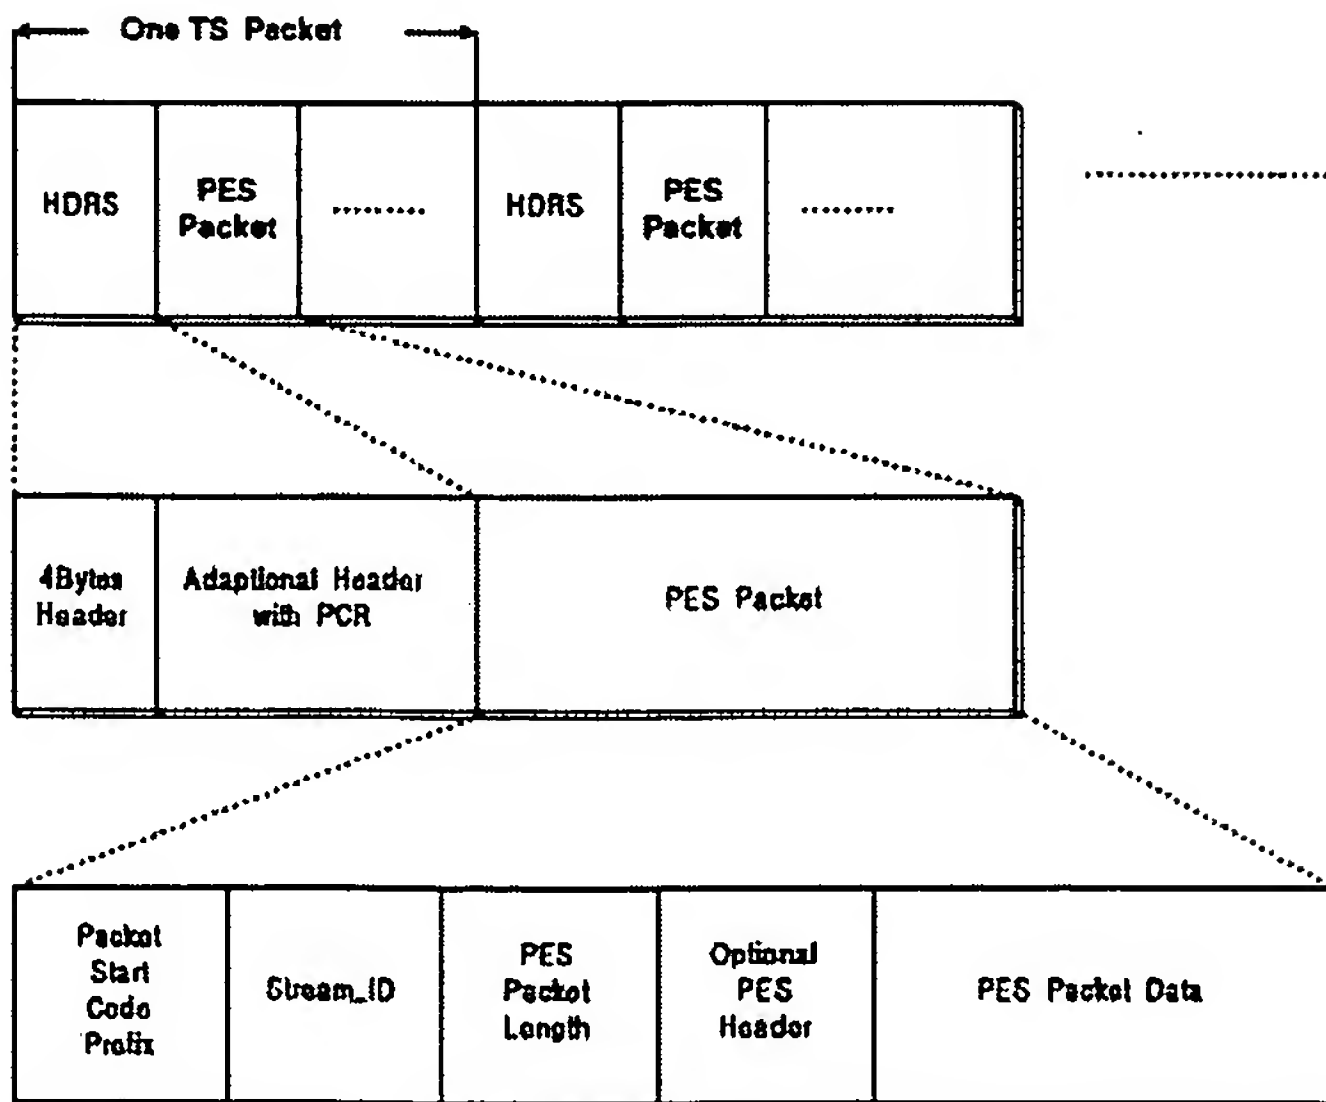 One TS Packet
HDRS
PES
Packet
HDRS
PES
Packet
4Bytes
Header
Adaptional Header
with PCR
PES Packet
Packet
Start
Code
Prefix
Stream_ID
PES
Packet
Length
Optional
PES
Header
PES Packet Data